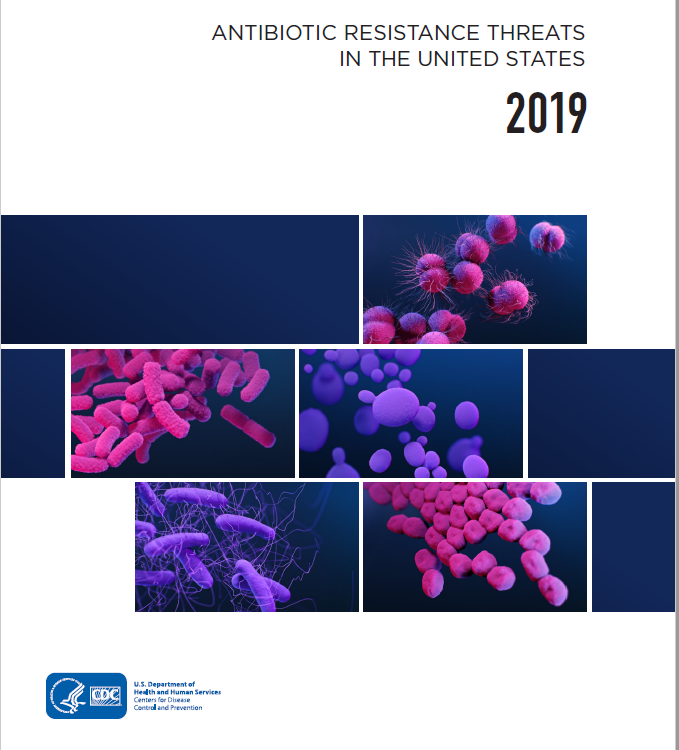 ANTIBIOTIC RESISTANCE THREATS
IN THE UNITED STATES
2019
CDC
U.S. Department of
Health and Human Services
Centers for Disease
Control and Prevention